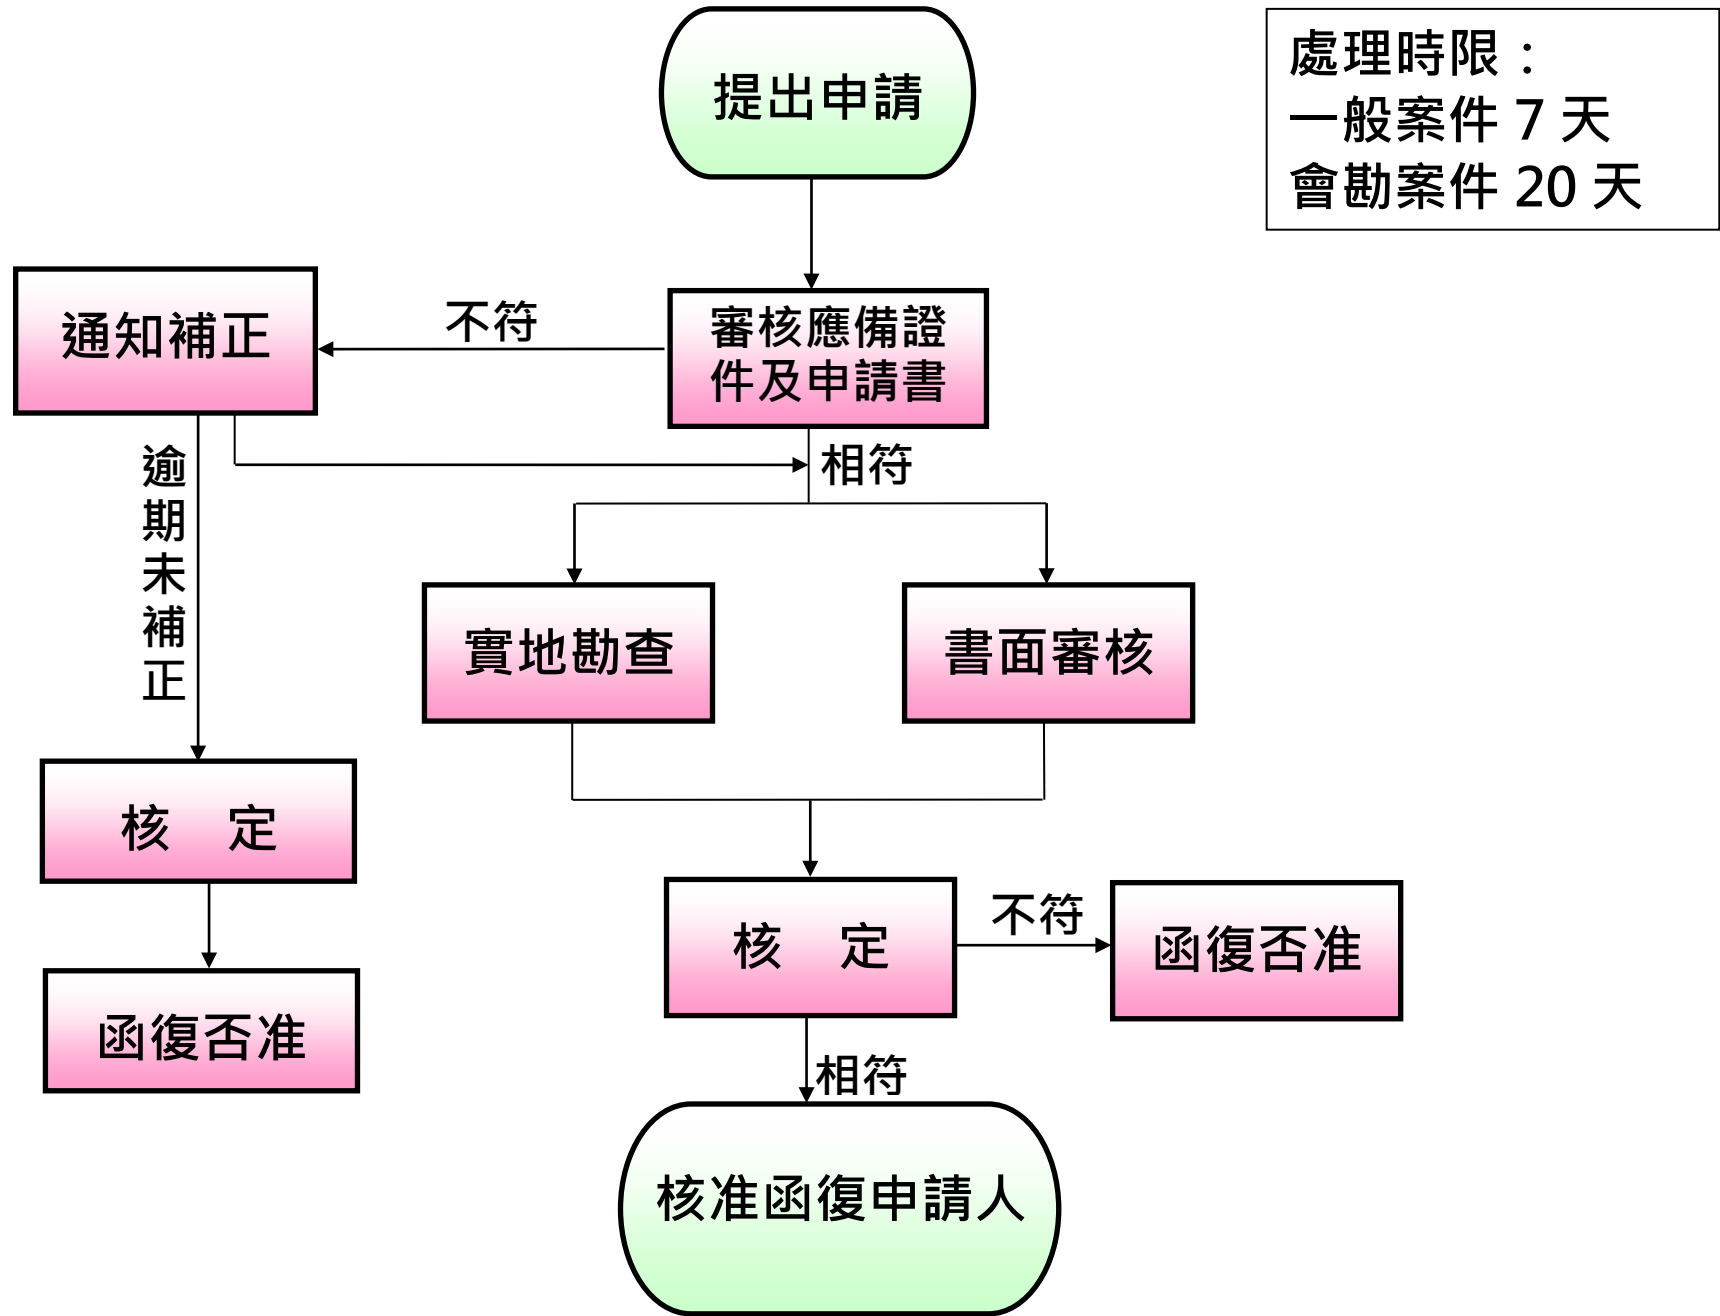 提出申請
處理時限：
一般案件 7 天
會勘案件 20 天
通知補正
不符
審核應備證
件及申請書
逾期未補正
相符
實地勘查
書面審核
核　定
核　定
不符
函復否准
函復否准
相符
核准函復申請人